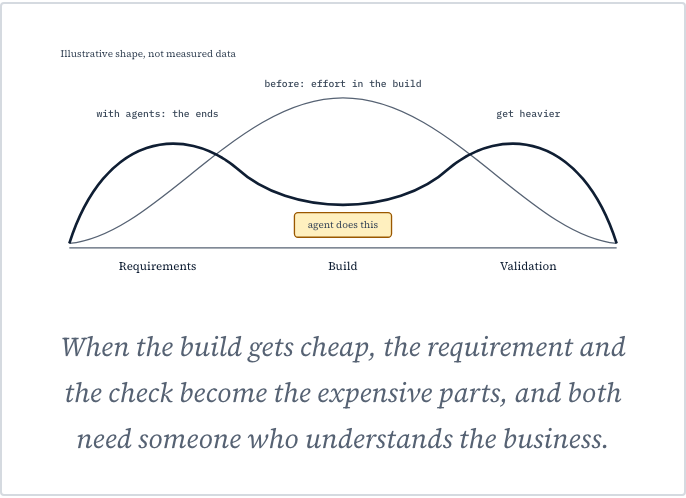 Illustrative shape, not measured data
before: effort in the build
with agents: the ends
get heavier
agent does this
Requirements
Build
Validation
When the build gets cheap, the requirement and
the check become the expensive parts, and both
need someone who understands the business.